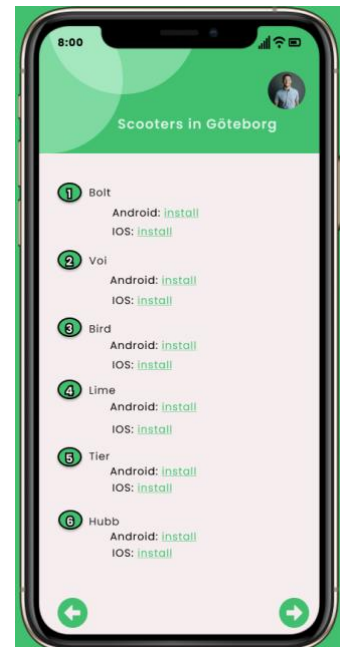 8:00
Scooters in Göteborg
1 Bolt
Android: install
IOS: install
2 Voi
Android: install
IOS: install
3 Bird
Android: install
IOS: install
4 Lime
Android: install
IOS: install
5 Tier
Android: install
IOS: install
6 Hubb
Android: install
IOS: install